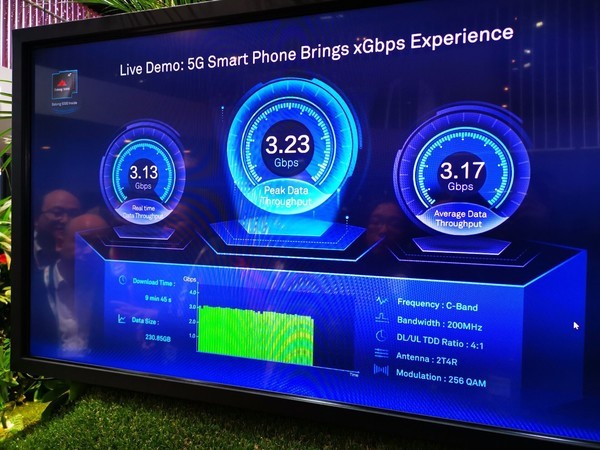 Live Demo: 5G Smart Phone Brings xGbps Experience
3.13
Gbps
Real time
Data Throughput
3.23
Gbps
Peak Data
Throughput
3.17
Gbps
Average Data
Throughput
Download Time :
9 min 45 s
Data Size :
230.85GB
Gbps
4.0
3.0
2.0
1.0
Time
Frequency : C-Band
Bandwidth : 200MHz
DL/UL TDD Ratio : 4:1
Antenna : 2T4R
Modulation : 256 QAM